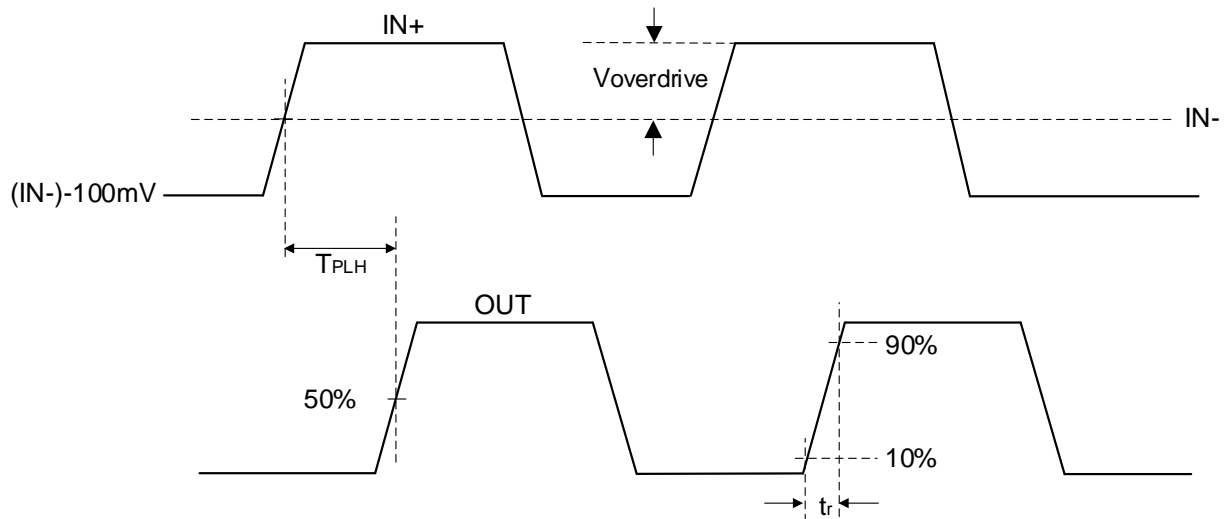 IN+
Voverdrive
IN-
(IN-)-100mV
TPLH
OUT
90%
50%
10%
tr